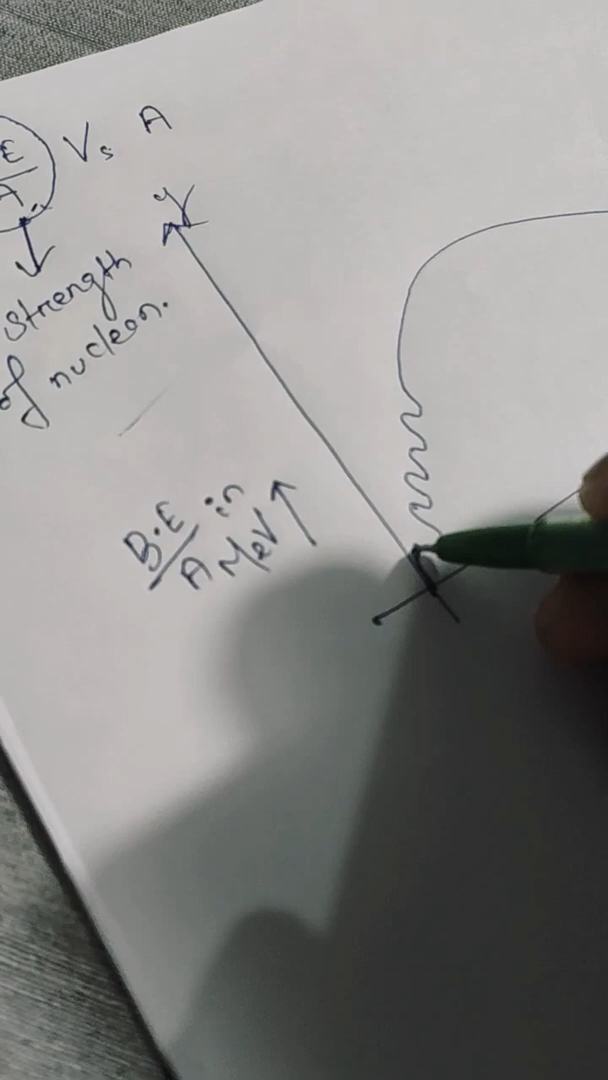 E/A Vs A
strength
of nucleon.
y
B.E/A in MeV ↑